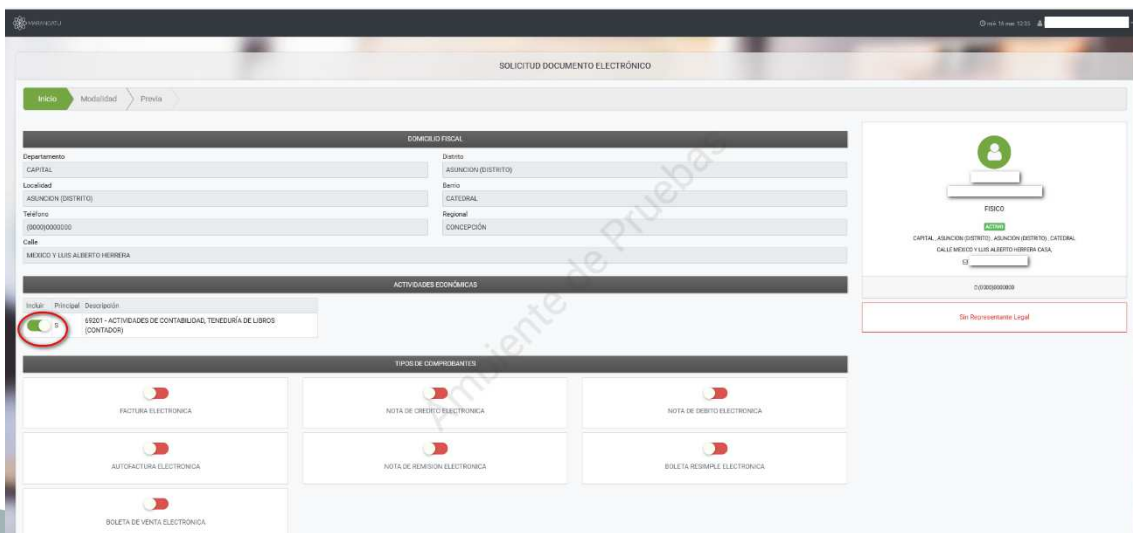 MARANGATU
SOLICITUD DOCUMENTO ELECTRÓNICO
Inicio Modalidad Previa
DOMICILIO FISCAL
Departamento
CAPITAL
Distrito
ASUNCION (DISTRITO)
Localidad
ASUNCION (DISTRITO)
Barrio
CATEDRAL
Teléfono
(0000)0000000
Regional
CONCEPCIÓN
Calle
MEXICO Y LUIS ALBERTO HERRERA
ACTIVIDADES ECONÓMICAS
Incluir Principal Descripción
S 69201 - ACTIVIDADES DE CONTABILIDAD, TENEDURÍA DE LIBROS
(CONTADOR)
TIPOS DE COMPROBANTES
FACTURA ELECTRONICA
NOTA DE CREDITO ELECTRONICA
NOTA DE DEBITO ELECTRONICA
AUTOFACTURA ELECTRONICA
NOTA DE REMISION ELECTRONICA
BOLETA RESIMPLE ELECTRONICA
BOLETA DE VENTA ELECTRONICA
FISICO
ACTIVO
CAPITAL, ASUNCION (DISTRITO), ASUNCION (DISTRITO), CATEDRAL
CALLE MEXICO Y LUIS ALBERTO HERRERA CASA,
Sin Representante Legal
Ambiente de Pruebas